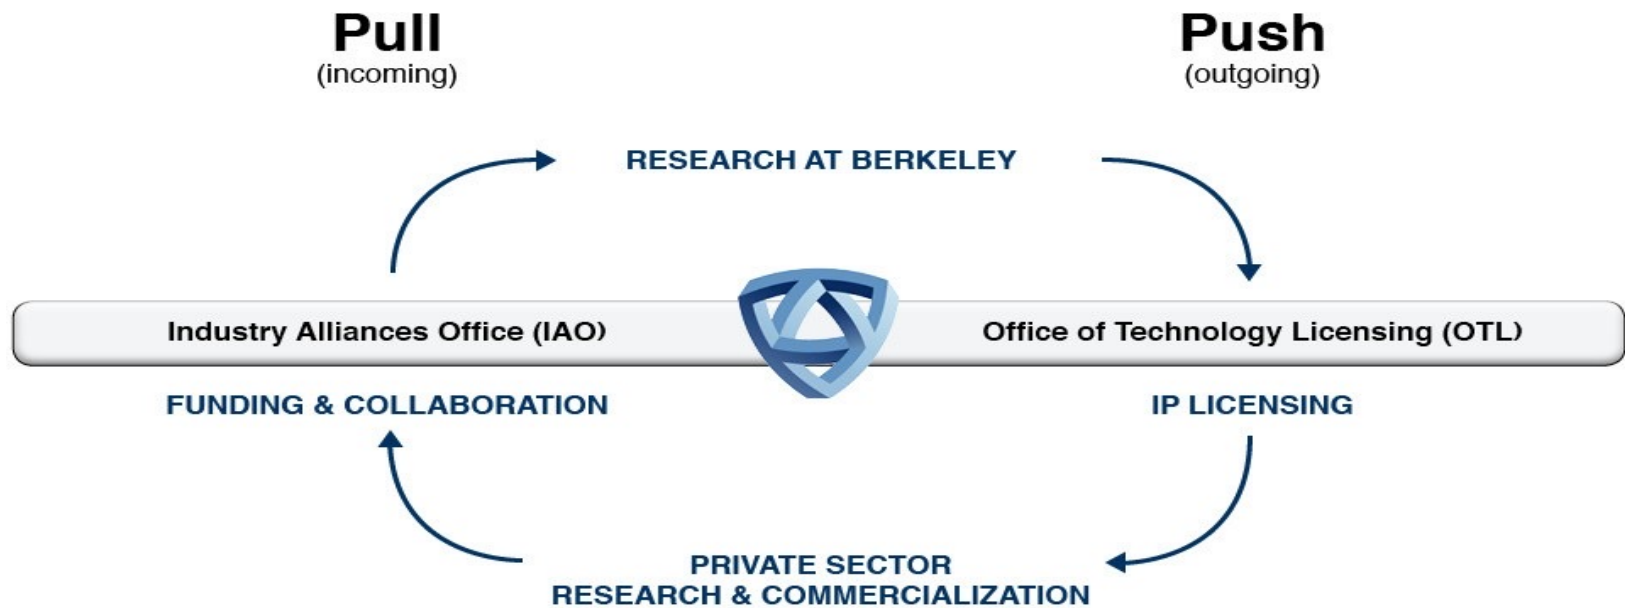 Pull
(incoming)
Push
(outgoing)
RESEARCH AT BERKELEY
Industry Alliances Office (IAO)
Office of Technology Licensing (OTL)
FUNDING & COLLABORATION
IP LICENSING
PRIVATE SECTOR
RESEARCH & COMMERCIALIZATION